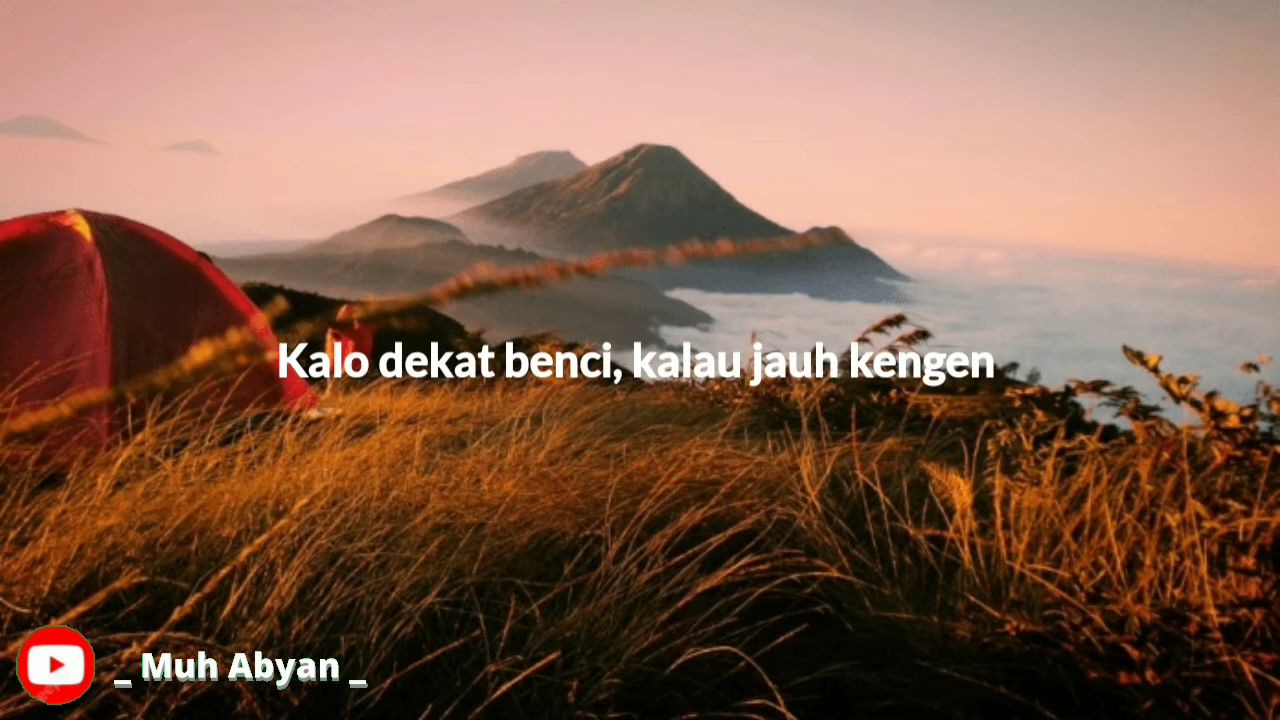 Kalo dekat benci, kalau jauh kengen
_ Muh Abyan _